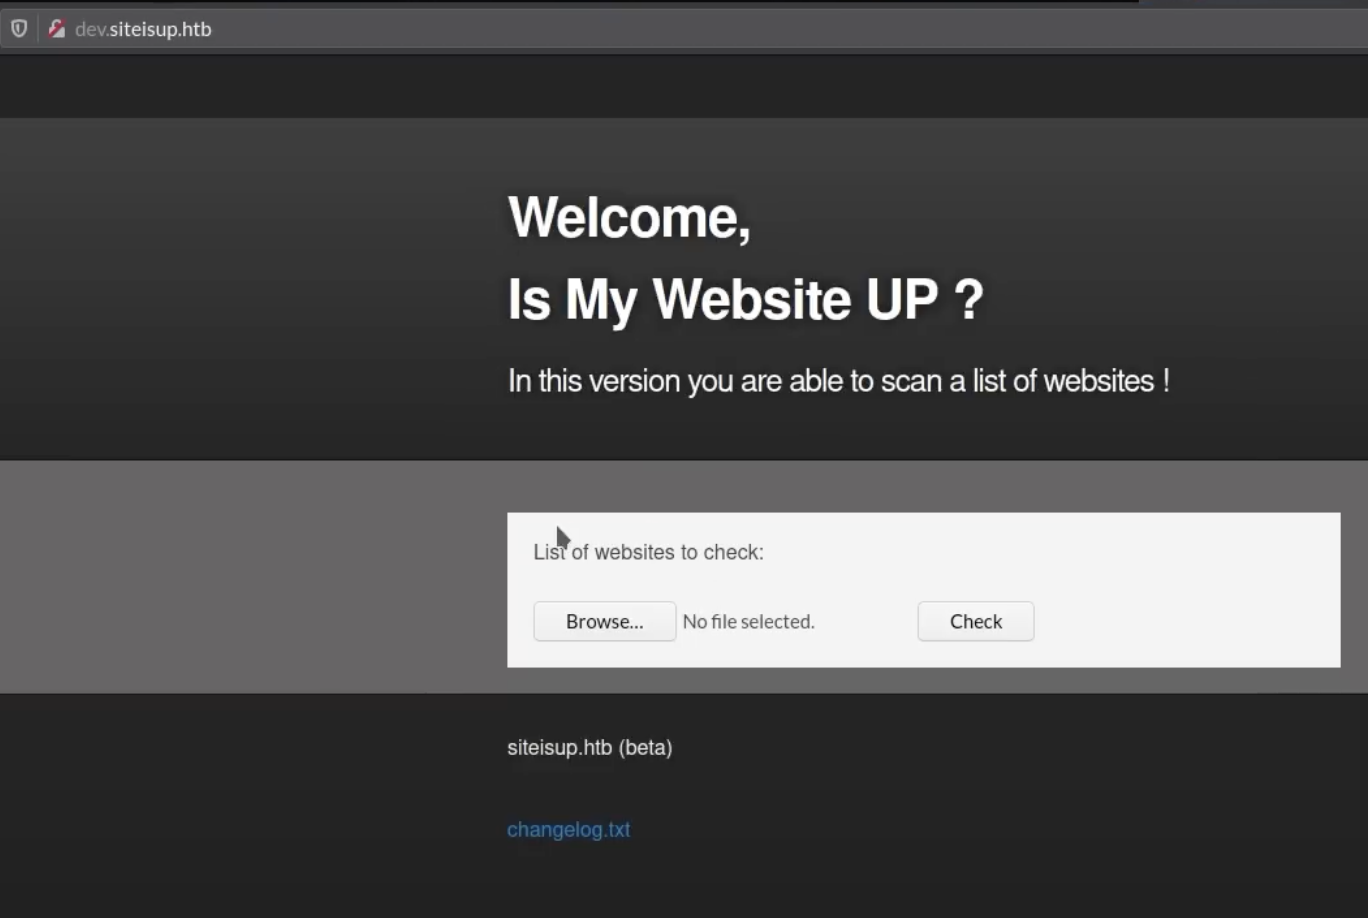 dev.siteisup.htb
Welcome,
Is My Website UP ?
In this version you are able to scan a list of websites !
List of websites to check:
Browse... No file selected. Check
siteisup.htb (beta)
changelog.txt